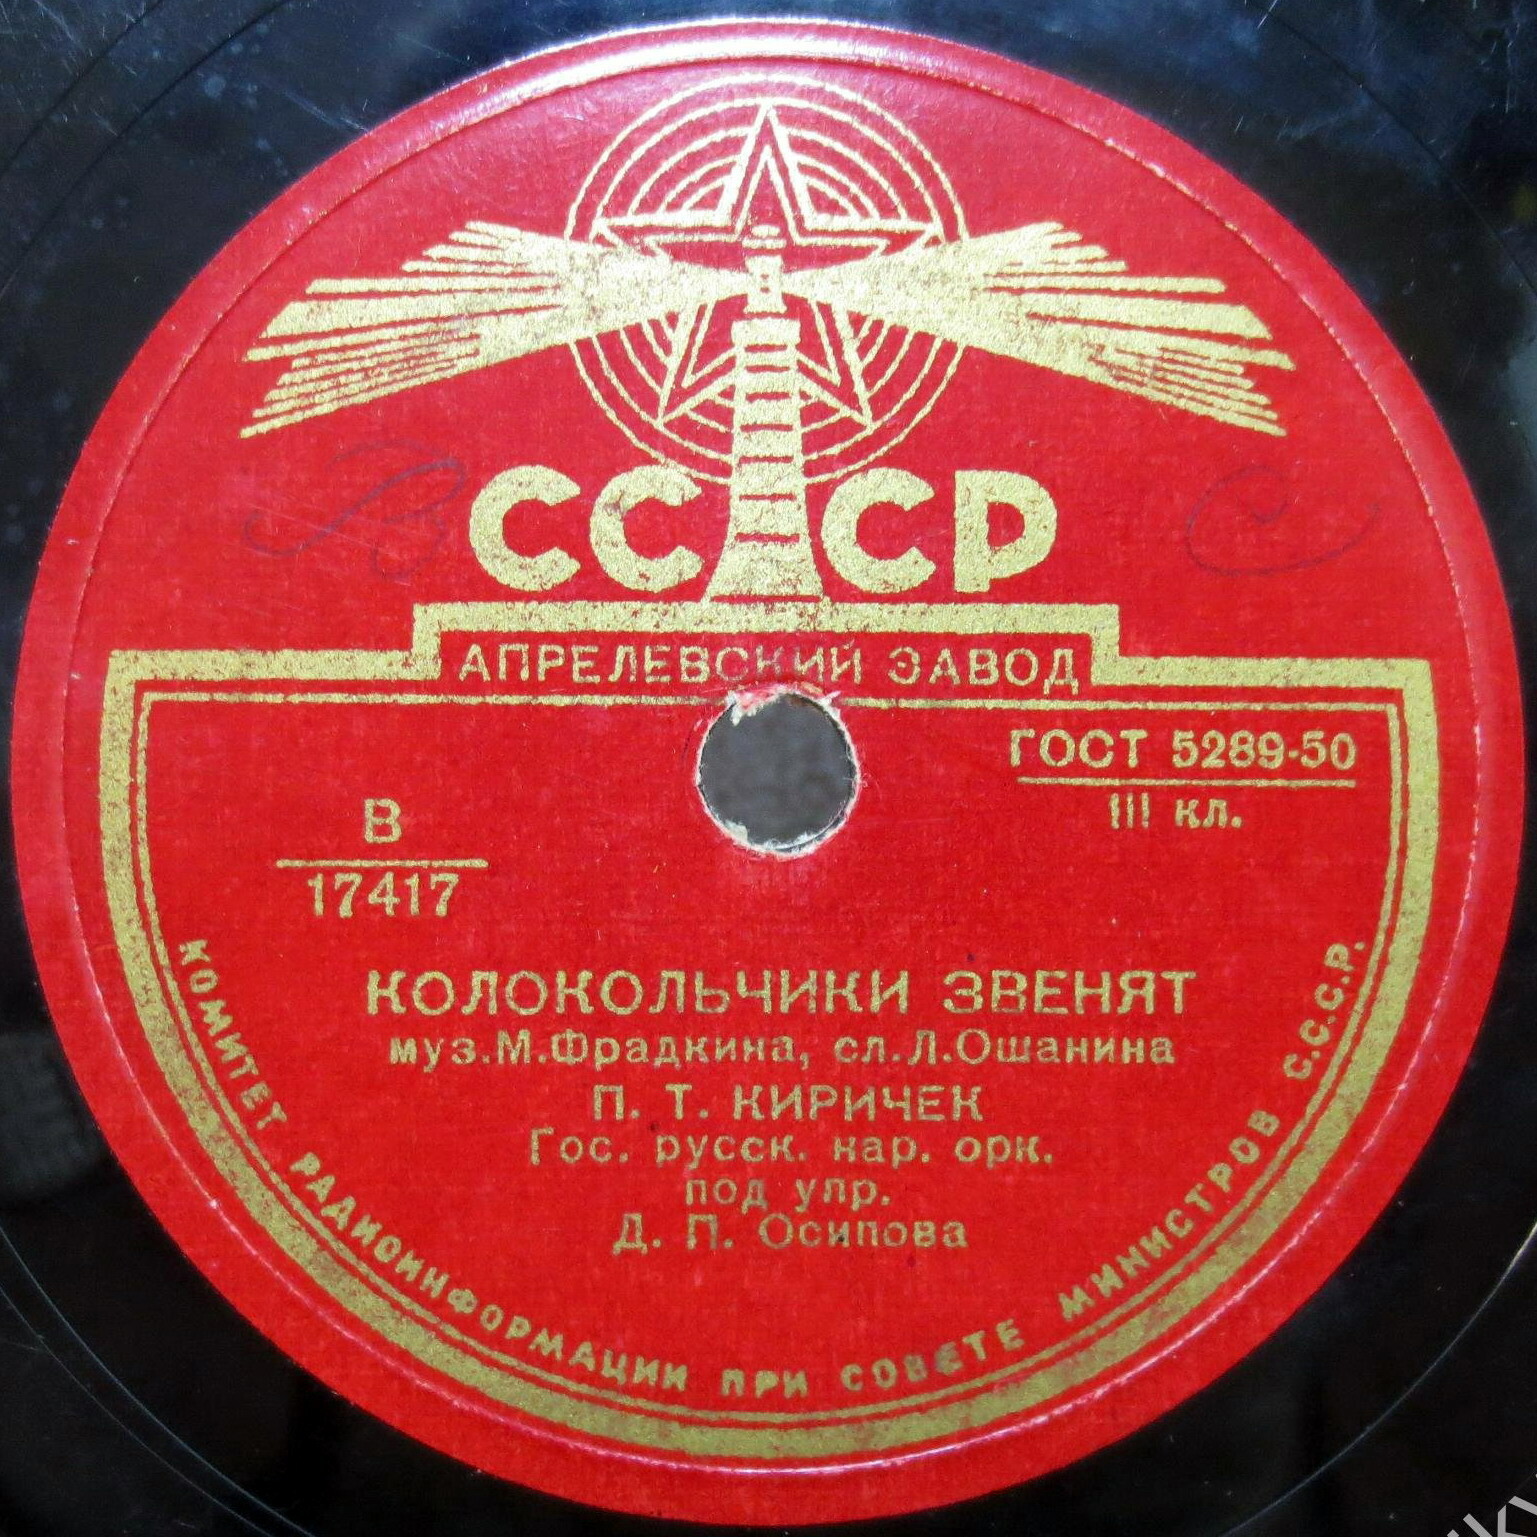 СССР
АПРЕЛЕВСКИЙ ЗАВОД
ГОСТ 5289-50
III кл.
В
17417
КОЛОКОЛЬЧИКИ ЗВЕНЯТ
муз.М.Фрадкина, сл.Л.Ошанина
П. Т. КИРИЧЕК
Гос. русск. нар. орк.
под упр.
Д. П. Осипова
КОМИТЕТ РАДИОИНФОРМАЦИИ ПРИ СОВЕТЕ МИНИСТРОВ С.С.С.Р.
В С